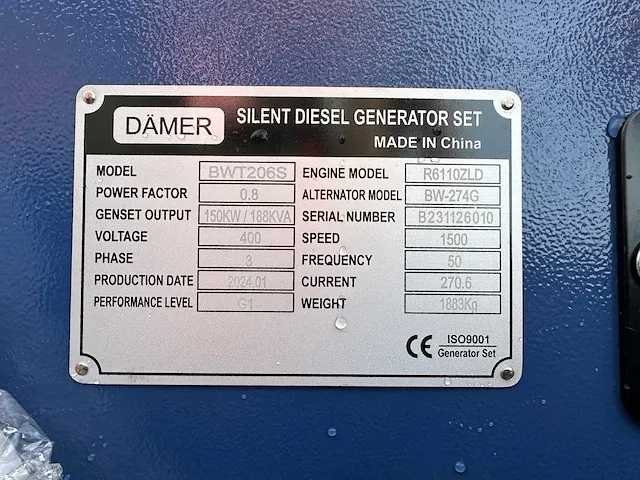 DÄMER
SILENT DIESEL GENERATOR SET
MADE IN China
MODEL BWT206S ENGINE MODEL R6110ZLD
POWER FACTOR 0.8 ALTERNATOR MODEL BW-274G
GENSET OUTPUT 150KW / 188KVA SERIAL NUMBER B231126010
VOLTAGE 400 SPEED 1500
PHASE 3 FREQUENCY 50
PRODUCTION DATE 2024.01 CURRENT 270.6
PERFORMANCE LEVEL G1 WEIGHT 1883Kg
CE ISO9001
Generator Set